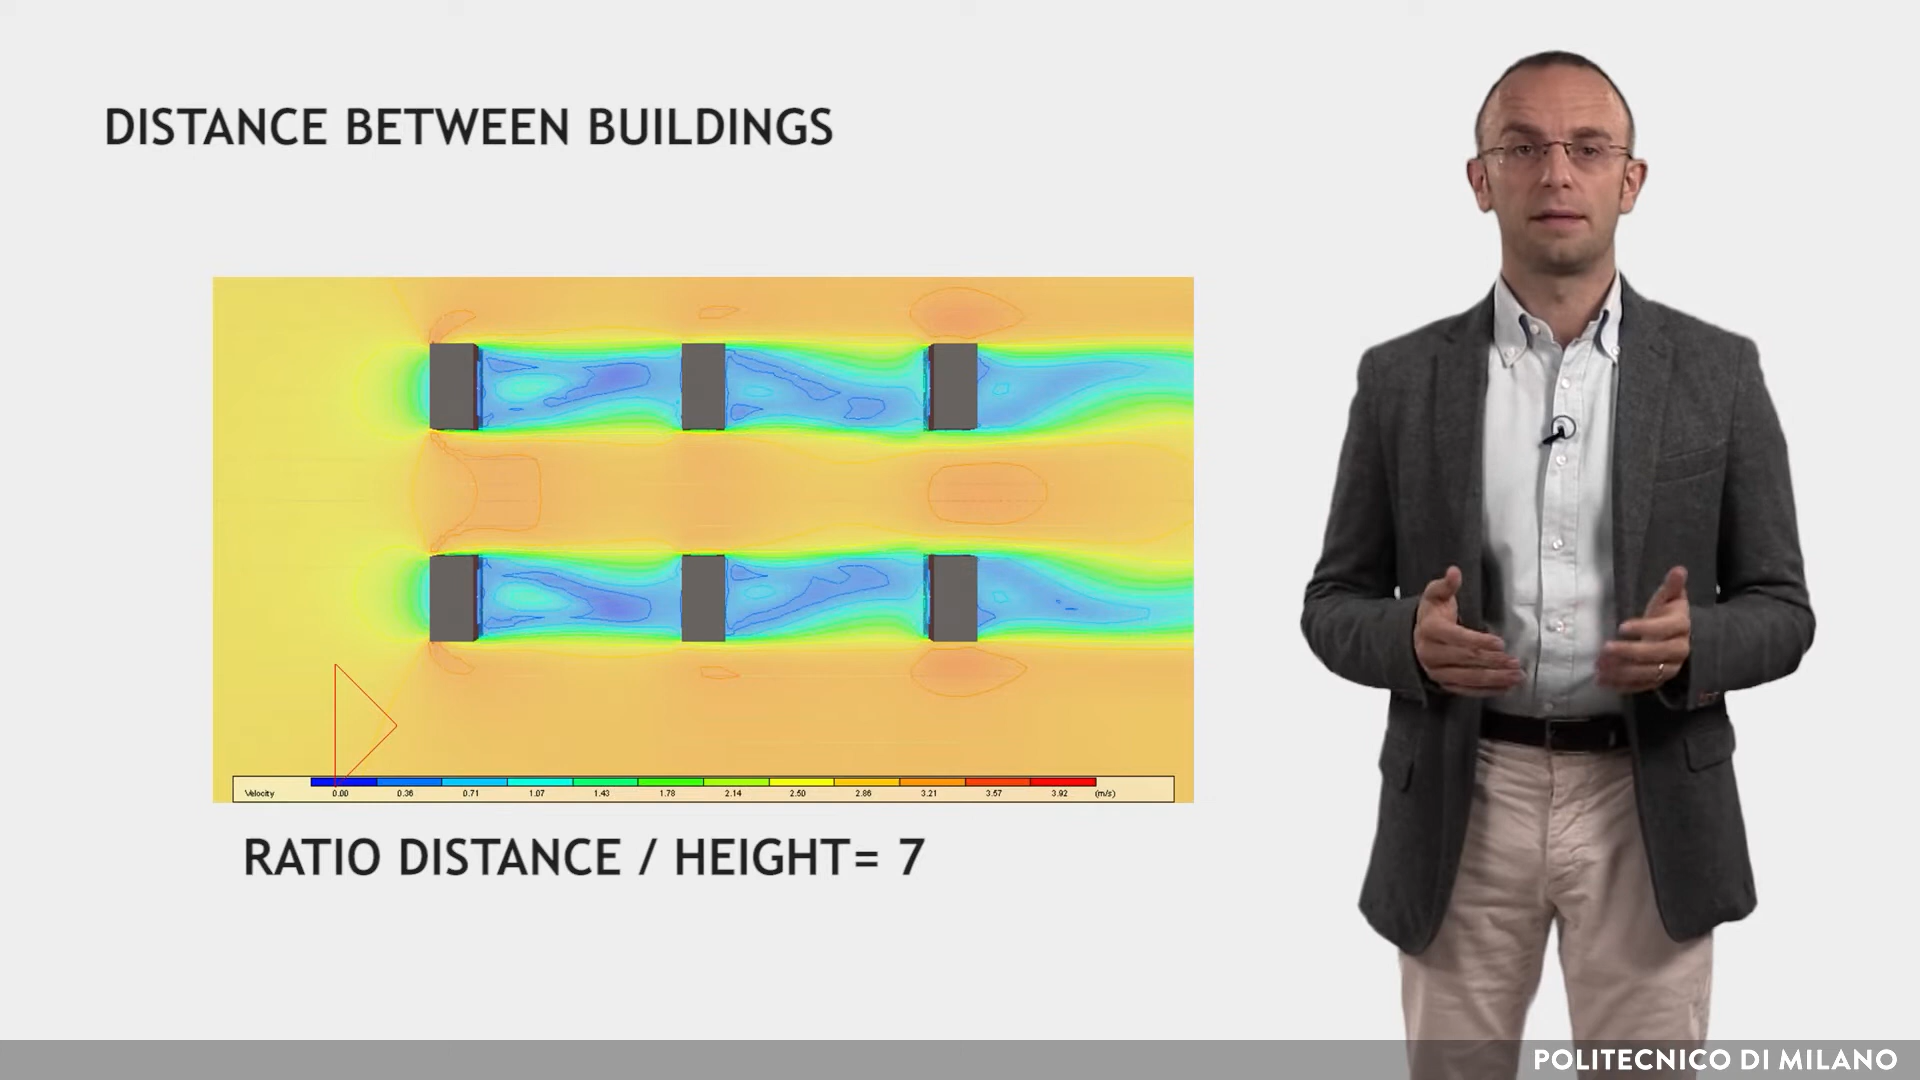 DISTANCE BETWEEN BUILDINGS
Velocity 0.00 0.36 0.71 1.07 1.43 1.78 2.14 2.50 2.86 3.21 3.57 3.92 (m/s)
RATIO DISTANCE / HEIGHT= 7
POLITECNICO DI MILANO